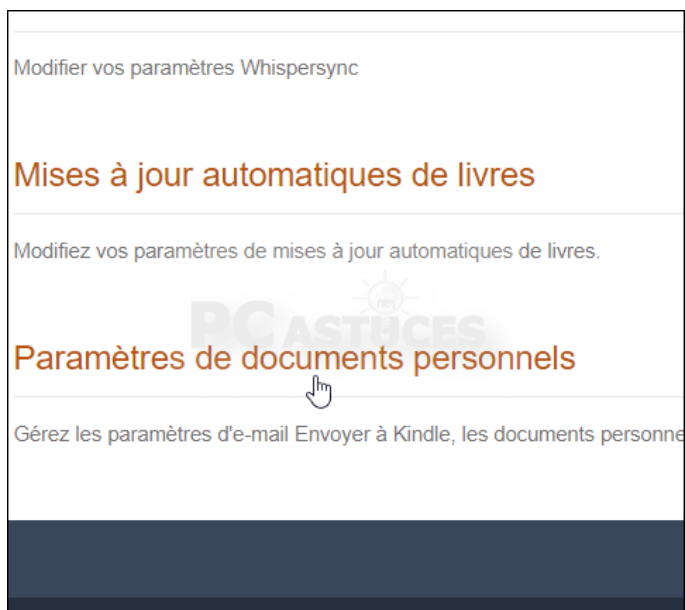 Modifier vos paramètres Whispersync
Mises à jour automatiques de livres
Modifiez vos paramètres de mises à jour automatiques de livres.
PC ASTUCES
Paramètres de documents personnels
Gérez les paramètres d'e-mail Envoyer à Kindle, les documents personne